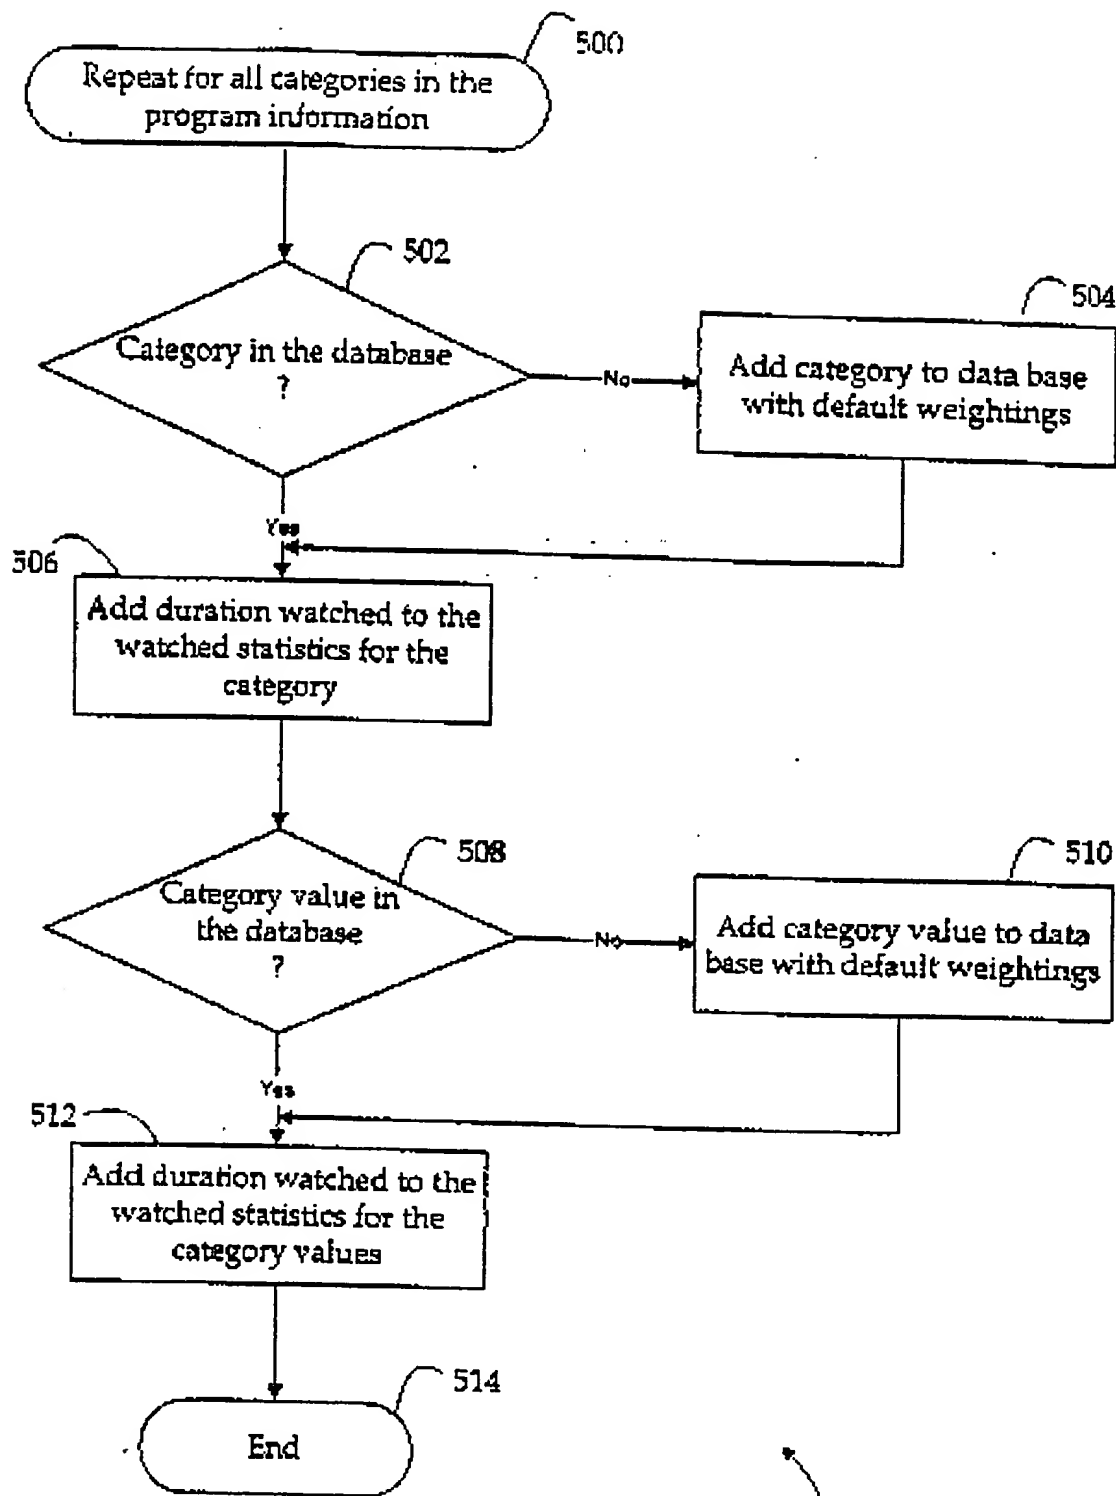 500
Repeat for all categories in the
program information
502
Category in the database
?
No
504
Add category to data base
with default weightings
Yes
506
Add duration watched to the
watched statistics for the
category
508
Category value in
the database
?
No
510
Add category value to data
base with default weightings
Yes
512
Add duration watched to the
watched statistics for the
category values
514
End